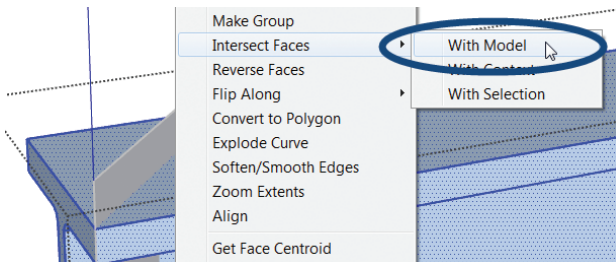 Make Group
Intersect Faces
With Model
Reverse Faces
With Context
Flip Along
With Selection
Convert to Polygon
Explode Curve
Soften/Smooth Edges
Zoom Extents
Align
Get Face Centroid